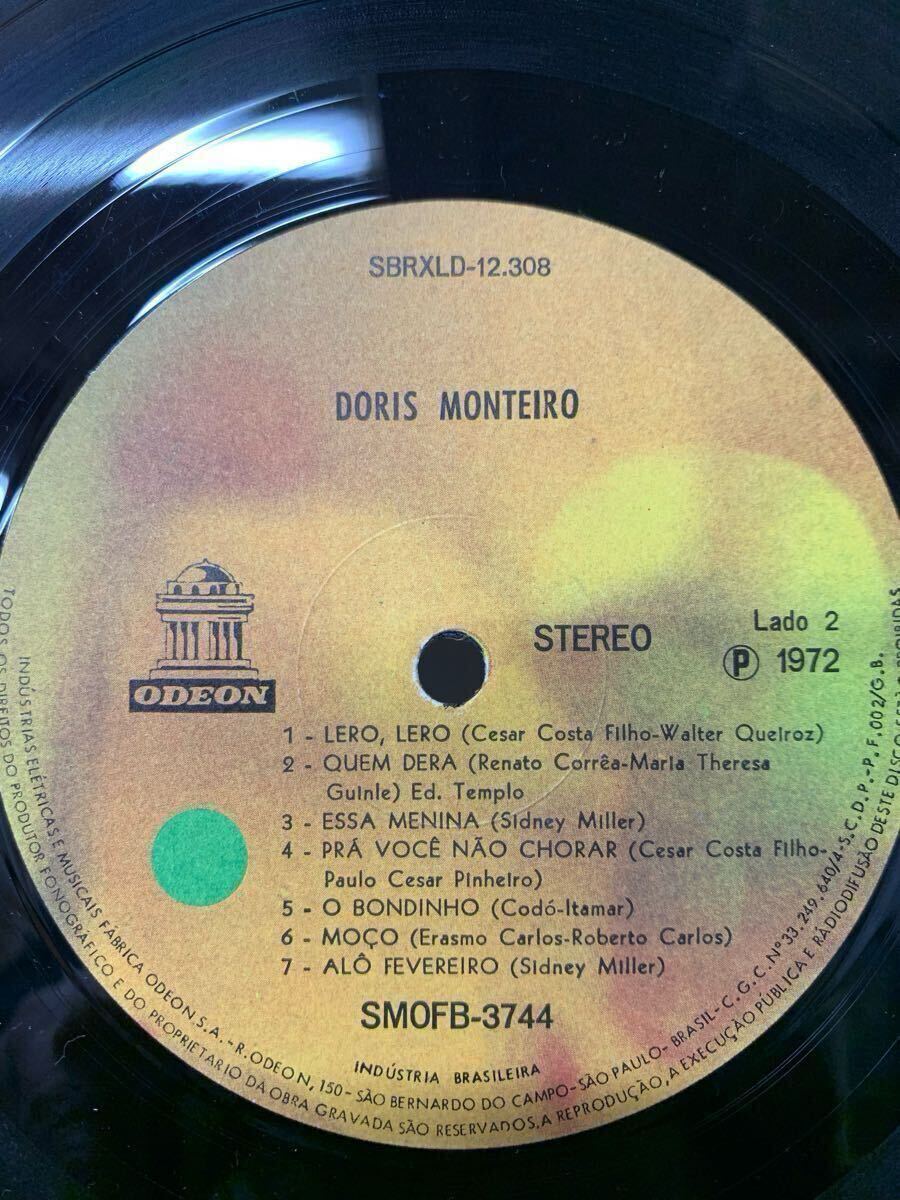 SBRXLD-12.308
DORIS MONTEIRO
ODEON
STEREO
Lado 2
Ⓟ 1972
1 - LERO, LERO (Cesar Costa Filho-Walter Queiroz)
2 - QUEM DERA (Renato Corrêa-Maria Theresa
Guinle) Ed. Templo
3 - ESSA MENINA (Sidney Miller)
4 - PRÁ VOCÊ NÃO CHORAR (Cesar Costa Filho-
Paulo Cesar Pinheiro)
5 - O BONDINHO (Codó-Itamar)
6 - MOÇO (Erasmo Carlos-Roberto Carlos)
7 - ALÔ FEVEREIRO (Sidney Miller)
SMOFB-3744
INDÚSTRIA BRASILEIRA
INDÚSTRIAS ELÉTRICAS E MUSICAIS FÁBRICA ODEON S.A. - R. ODEON, 150 - SÃO BERNARDO DO CAMPO - SÃO PAULO - BRASIL - C.G.C. Nº 33.249.640/4 - S.C.D.P. - P.F. 002/G.B.
TODOS OS DIREITOS DO PRODUTOR FONOGRÁFICO E DO PROPRIETARIO DA OBRA GRAVADA SÃO RESERVADOS, A REPRODUÇÃO, A EXECUÇÃO PÚBLICA E RÀDIODIFUSÃO DESTE DISCO